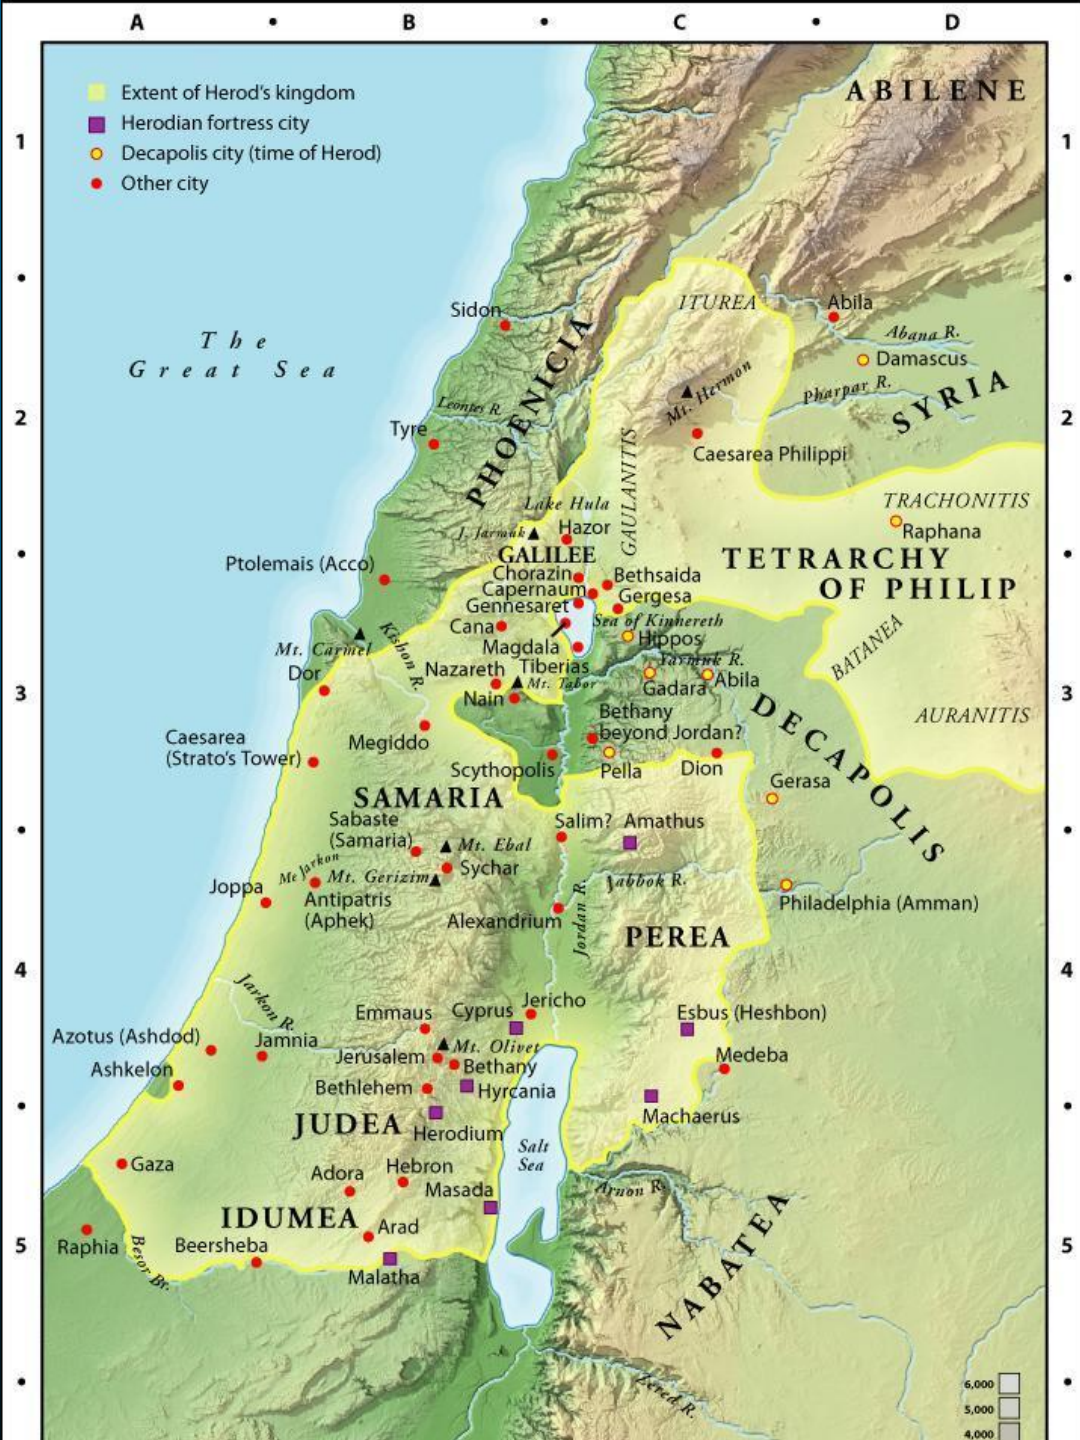 A
B
C
D
Extent of Herod's kingdom
Herodian fortress city
Decapolis city (time of Herod)
Other city
ABILENE
1
1
ITUREA
Sidon
Abila
Abana R.
Damascus
The
Great Sea
PHOENICIA
Mt. Hermon
Pharpar R.
SYRIA
Leontes R.
2
2
Tyre
Caesarea Philippi
GAULANITIS
TRACHONITIS
Lake Hula
Raphana
J. Jarmuk
Hazor
GALILEE
TETRARCHY
OF PHILIP
Ptolemais (Acco)
Chorazin
Bethsaida
Capernaum
Gergesa
Gennesaret
Sea of Kinnereth
Cana
Hippos
Magdala
BATANEA
Mt. Carmel
Kishon R.
Tiberias
Yarmuk R.
Nazareth
Mt. Tabor
Gadara
Abila
Dor
Nain
3
3
Bethany
beyond Jordan?
DECAPOLIS
AURANITIS
Caesarea
(Strato's Tower)
Megiddo
Scythopolis
Pella
Dion
Gerasa
SAMARIA
Sabaste
(Samaria)
Mt. Ebal
Salim?
Amathus
Me Jarkon
Mt. Gerizim
Sychar
Jabbok R.
Joppa
Antipatris
(Aphek)
Alexandrium
Jordan R.
Philadelphia (Amman)
PEREA
4
4
Jarkon R.
Emmaus
Cyprus
Jericho
Esbus (Heshbon)
Azotus (Ashdod)
Jamnia
Mt. Olivet
Jerusalem
Bethany
Medeba
Ashkelon
Bethlehem
Hyrcania
Machaerus
JUDEA
Herodium
Salt
Sea
Gaza
Adora
Hebron
Masada
Arnon R.
IDUMEA
Arad
NABATEA
Raphia
Besor Br.
Beersheba
5
5
Malatha
Zered R.
6,000
5,000
4,000